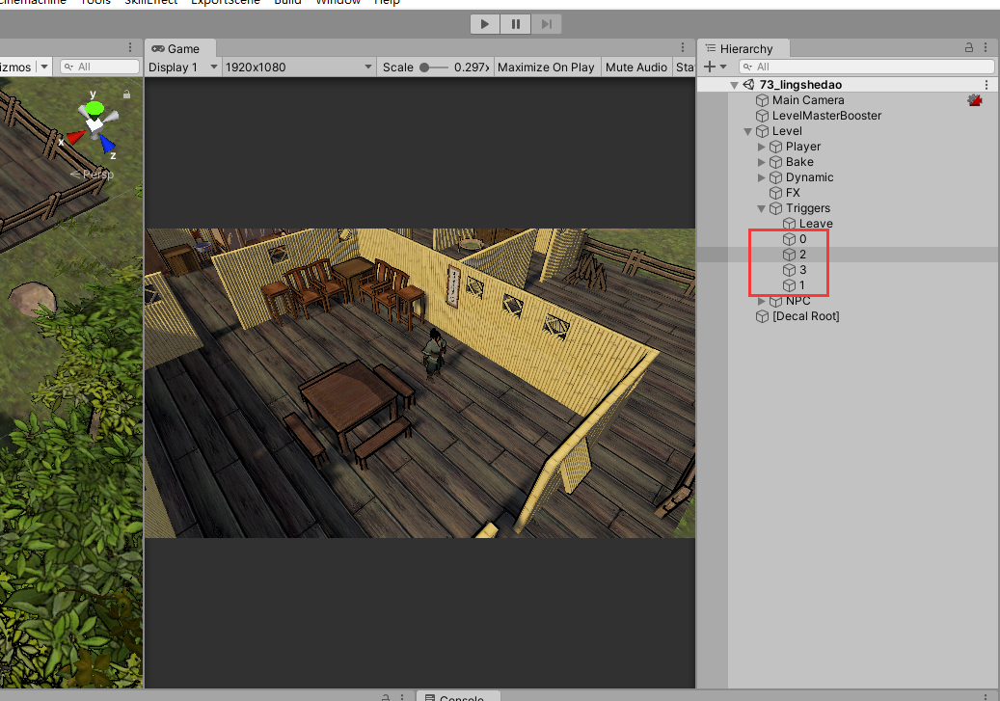 Cinemachine Tools SkillEffect ExportScene Build Window Help
Game
Hierarchy
izmos
All
Display 1
1920x1080
Scale
0.297x
Maximize On Play
Mute Audio
Sta
All
73_lingshedao
Main Camera
LevelMasterBooster
Level
Player
Bake
Dynamic
FX
Triggers
Leave
0
2
3
1
NPC
[Decal Root]
y
x
z
Persp
Console